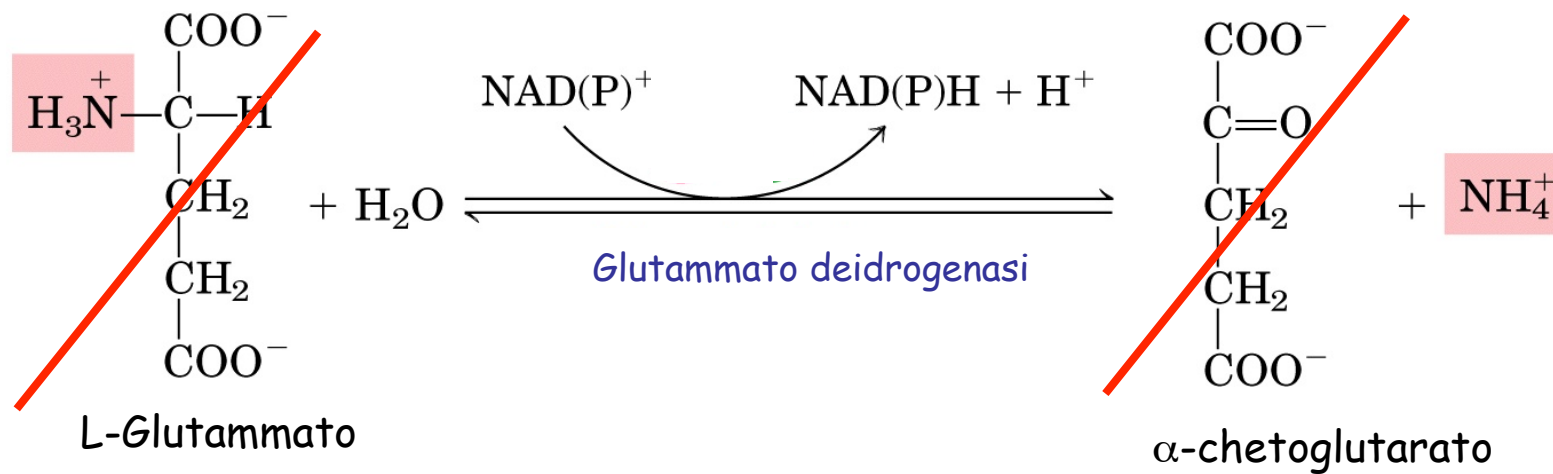 COO⁻
H₃N⁺—C—H
CH₂
CH₂
COO⁻
L-Glutammato
+ H₂O
NAD(P)⁺
NAD(P)H + H⁺
Glutammato deidrogenasi
COO⁻
C=O
CH₂
CH₂
COO⁻
α-chetoglutarato
+ NH₄⁺